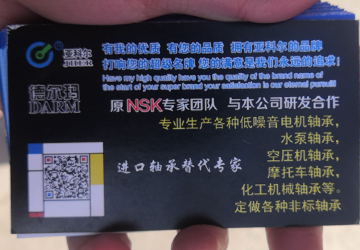 亚科尔
有我的优质 有您的品质 拥有亚科尔的品牌
打响您的超级名牌 您的满意是我们永远的追求!
Have my high quality have you the quality of the brand name of
the start of your super brand your satisfaction is our eternal pursuit!
德尔玛
DARM
原NSK专家团队 与本公司研发合作
专业生产各种低噪音电机轴承,
水泵轴承,
空压机轴承,
摩托车轴承,
化工机械轴承等。
定做各种非标轴承
进口轴承替代专家